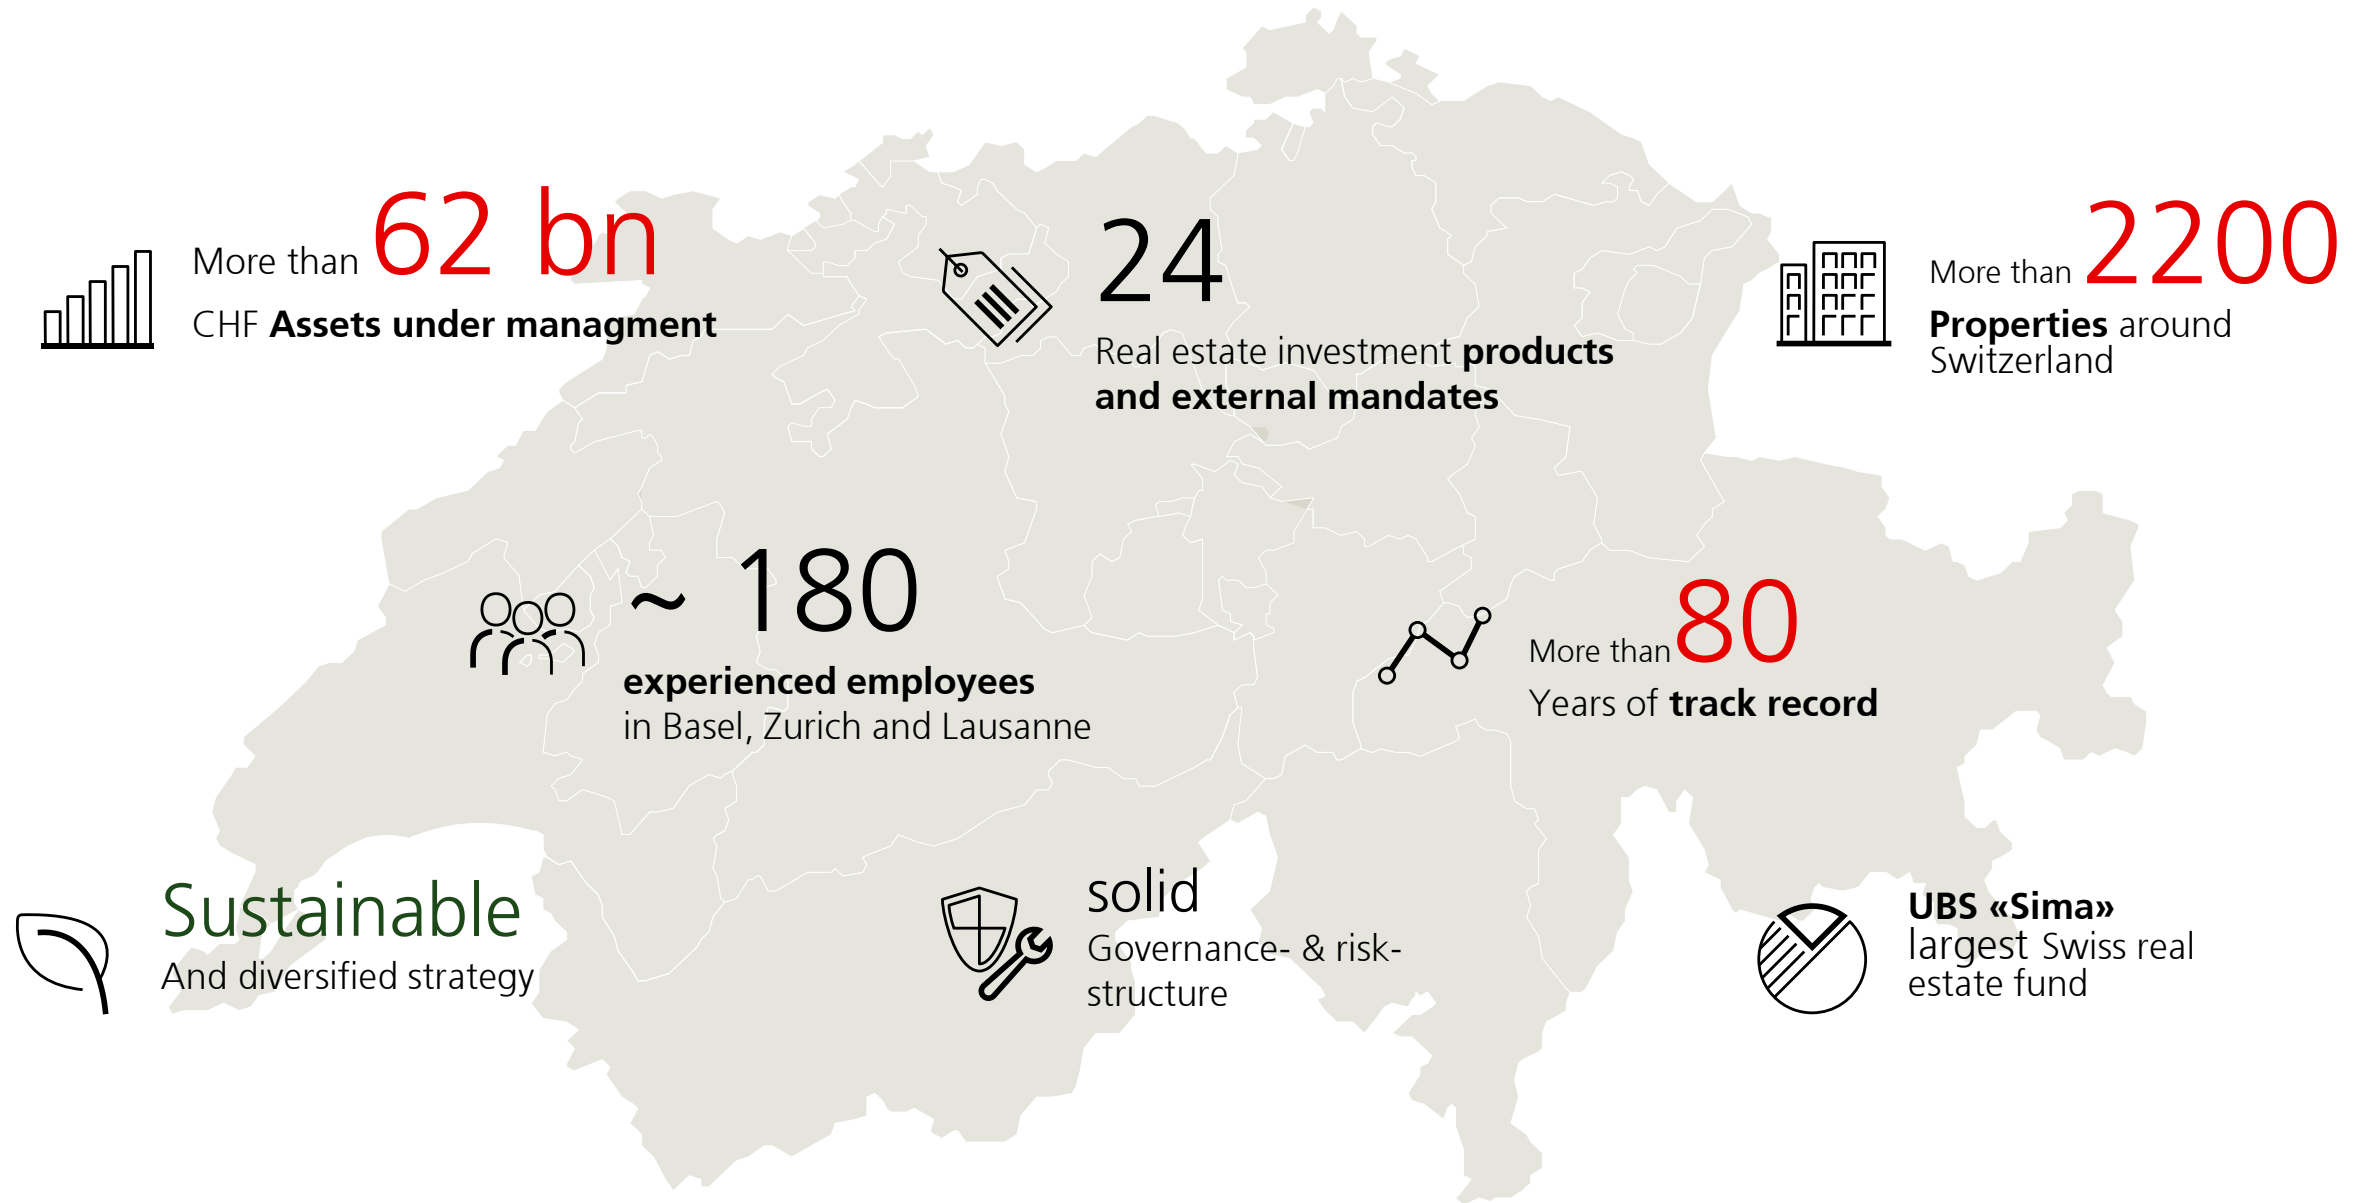 More than 62 bn
CHF Assets under managment
24
Real estate investment products
and external mandates
More than 2200
Properties around
Switzerland
~ 180
experienced employees
in Basel, Zurich and Lausanne
More than 80
Years of track record
Sustainable
And diversified strategy
solid
Governance- & risk-
structure
UBS «Sima»
largest Swiss real
estate fund